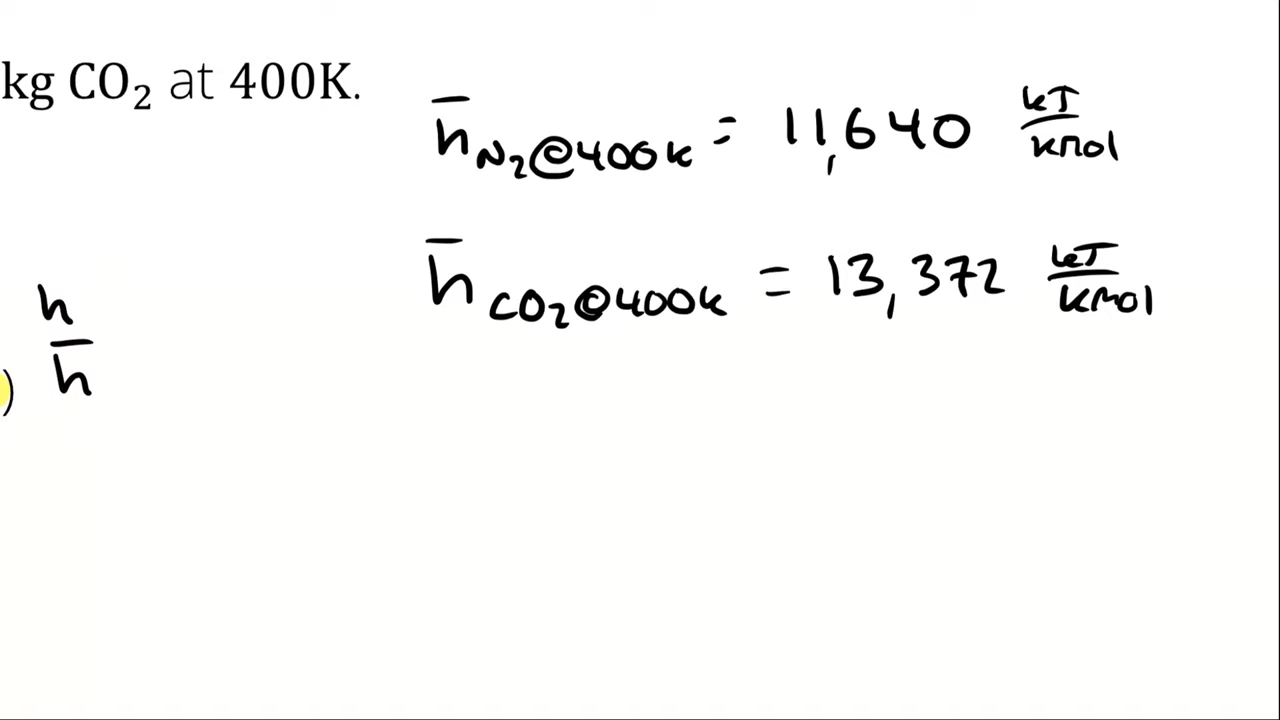 kg CO₂ at 400K.
h̅ N₂@400K = 11,640 kJ/kmol
h̅ CO₂@400K = 13,372 kJ/kmol
h
h̅
)